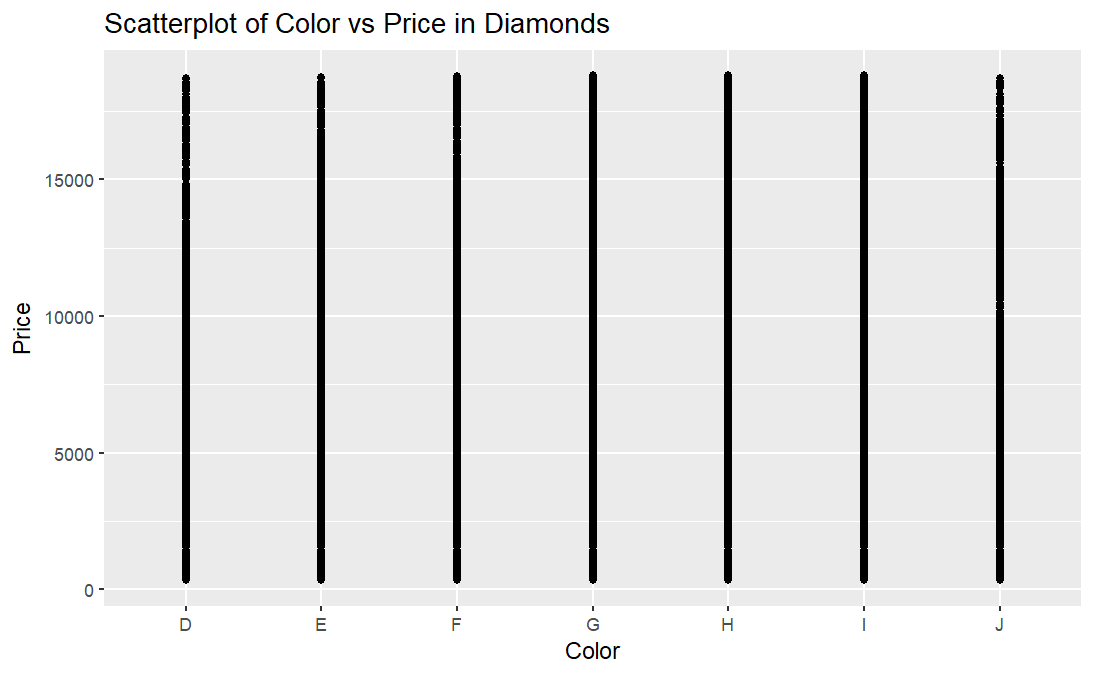 Scatterplot of Color vs Price in Diamonds
Price
15000
10000
5000
0
D E F G H I J
Color